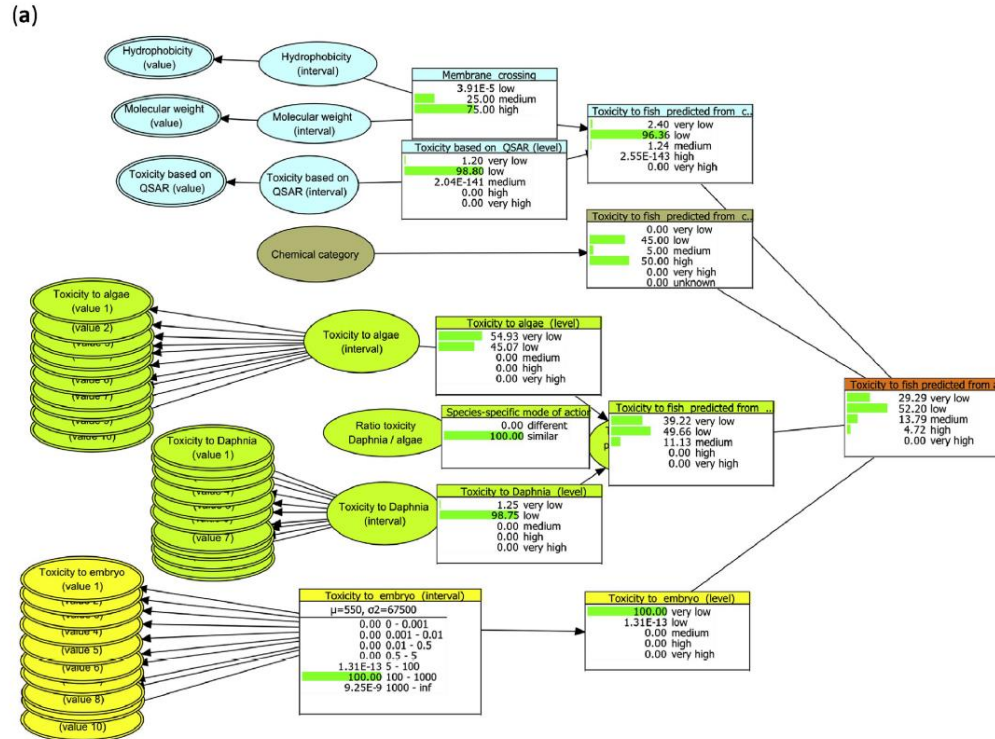 (a)
Hydrophobicity
(value)
Hydrophobicity
(interval)
Molecular weight
(value)
Molecular weight
(interval)
Toxicity based on
QSAR (value)
Toxicity based on
QSAR (interval)
Membrane crossing
3.91E-5 low
25.00 medium
75.00 high
Toxicity based on QSAR (level)
1.20 very low
98.80 low
2.04E-141 medium
0.00 high
0.00 very high
Toxicity to fish predicted from c..
2.40 very low
96.36 low
1.24 medium
2.55E-143 high
0.00 very high
Chemical category
Toxicity to fish predicted from c..
0.00 very low
45.00 low
5.00 medium
50.00 high
0.00 very high
0.00 unknown
Toxicity to algae
(value 1)
(value 2)
(value 10)
Toxicity to algae
(interval)
Toxicity to algae (level)
54.93 very low
45.07 low
0.00 medium
0.00 high
0.00 very high
Ratio toxicity
Daphnia / algae
Species-specific mode of action
0.00 different
100.00 similar
Toxicity to fish predicted from ...
39.22 very low
49.66 low
11.13 medium
0.00 high
0.00 very high
Toxicity to fish predicted from a
29.29 very low
52.20 low
13.79 medium
4.72 high
0.00 very high
Toxicity to Daphnia
(value 1)
(value 7)
Toxicity to Daphnia
(interval)
Toxicity to Daphnia (level)
1.25 very low
98.75 low
0.00 medium
0.00 high
0.00 very high
Toxicity to embryo
(value 1)
(value 4)
(value 5)
(value 8)
(value 10)
Toxicity to embryo (interval)
μ=550, σ2=67500
0.00 0 - 0.001
0.00 0.001 - 0.01
0.00 0.01 - 0.5
0.00 0.5 - 5
1.31E-13 5 - 100
100.00 100 - 1000
9.25E-9 1000 - inf
Toxicity to embryo (level)
100.00 very low
1.31E-13 low
0.00 medium
0.00 high
0.00 very high